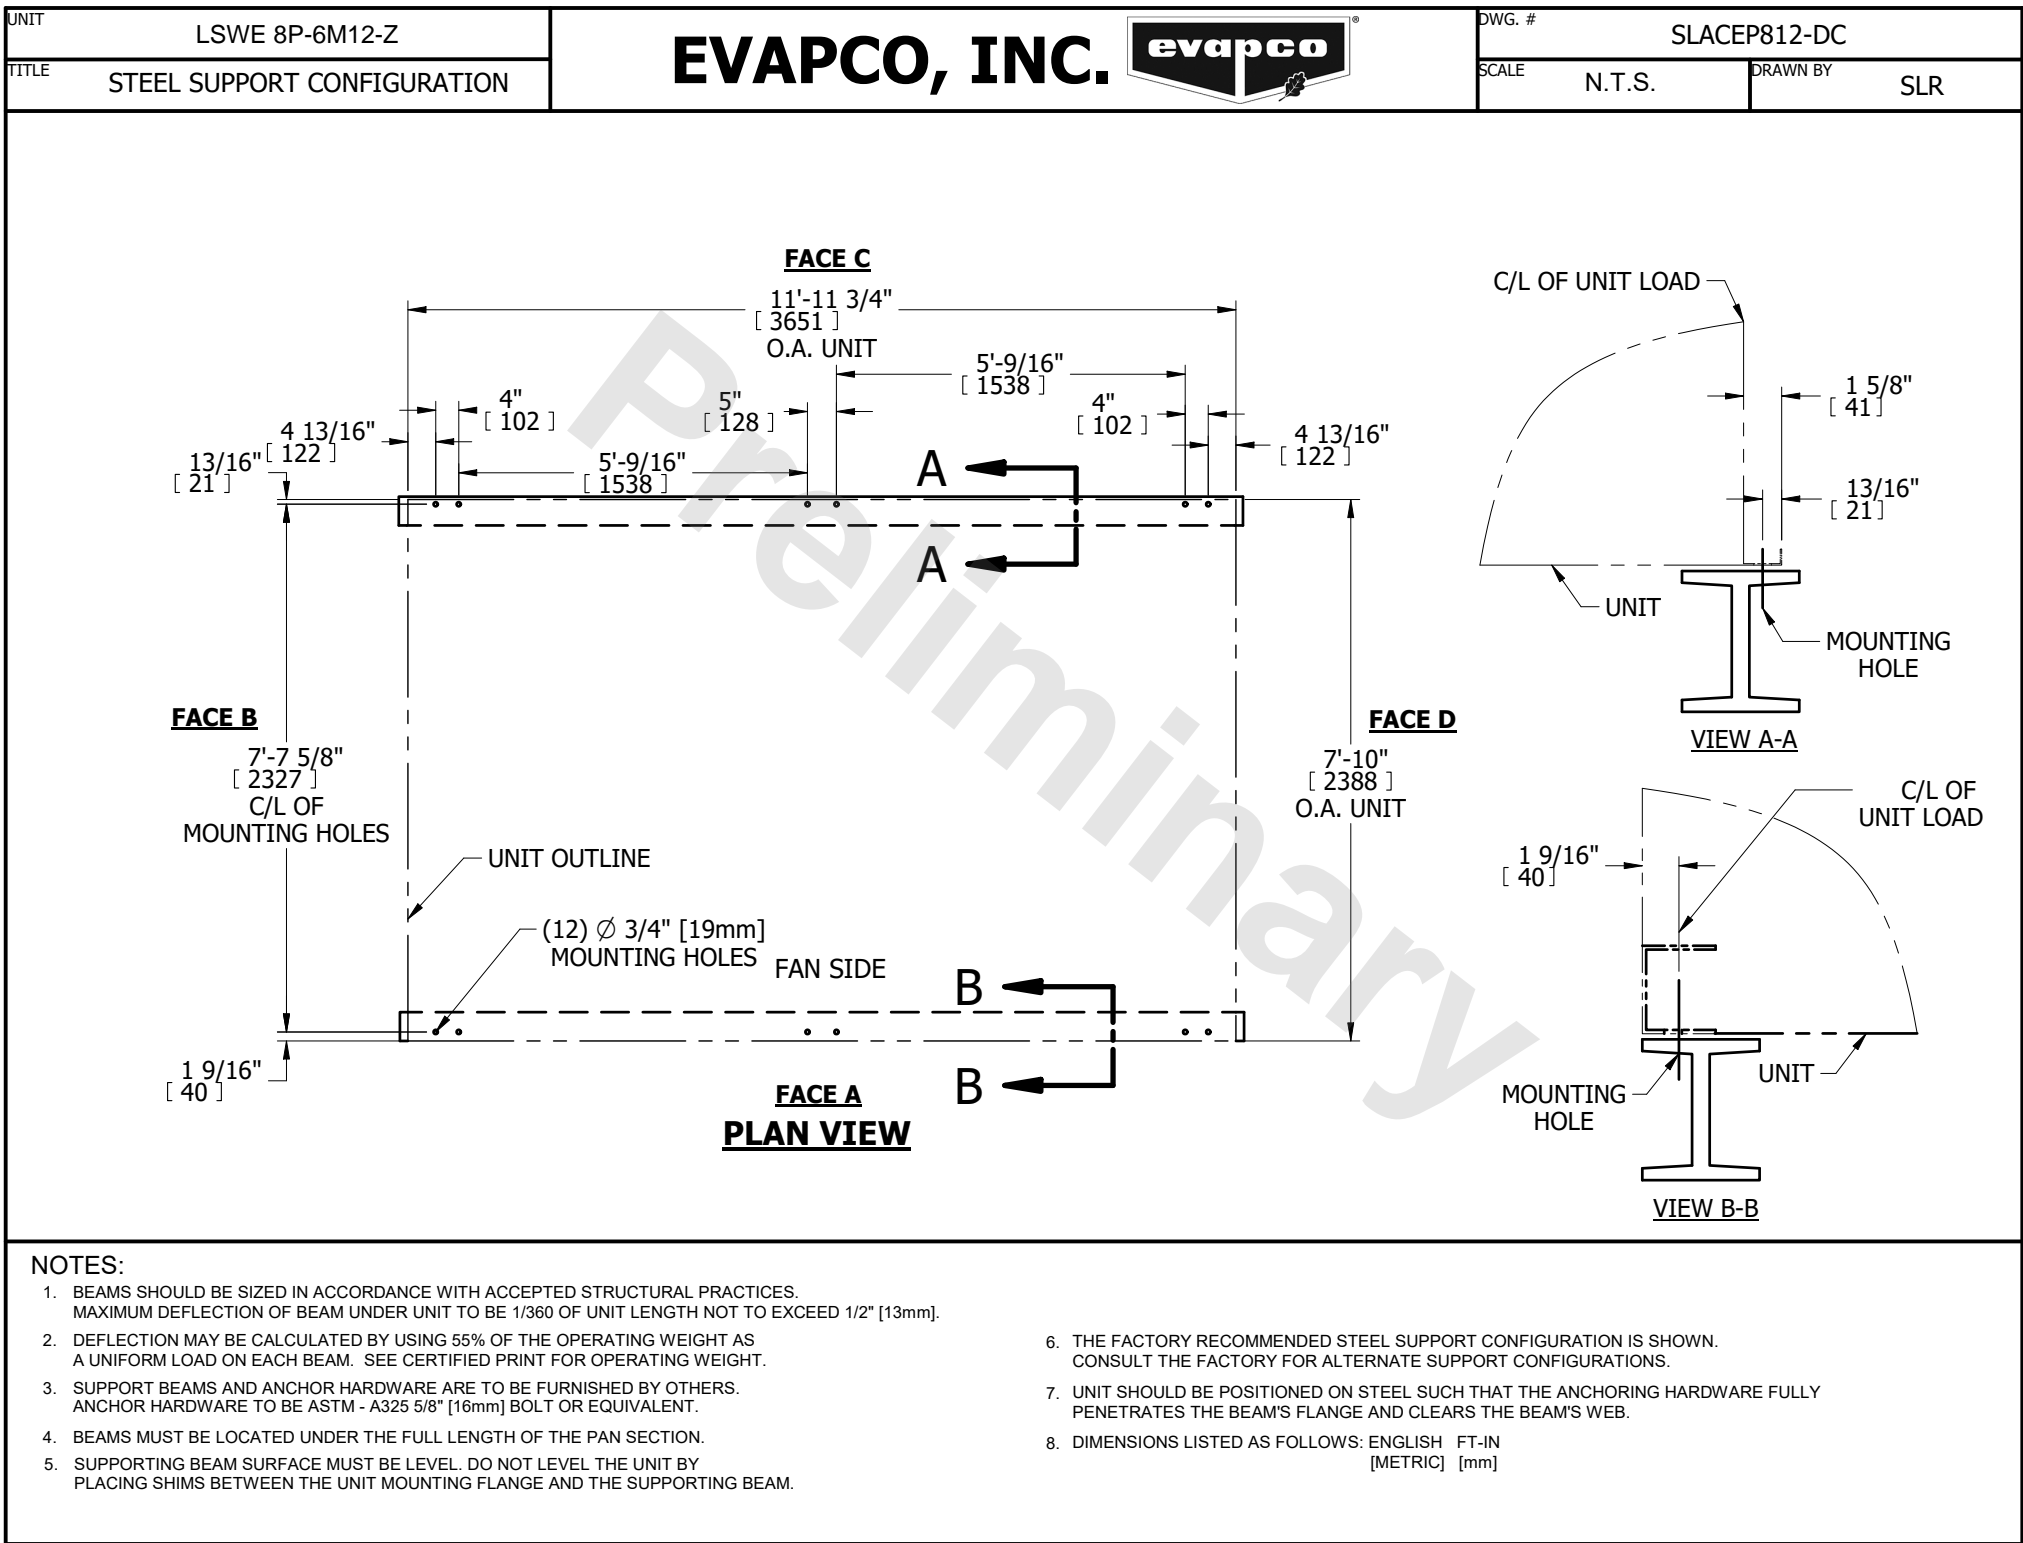 UNIT
LSWE 8P-6M12-Z
TITLE
STEEL SUPPORT CONFIGURATION
EVAPCO, INC.
evapco
®
DWG. #
SLACEP812-DC
SCALE
N.T.S.
DRAWN BY
SLR
FACE C
11'-11 3/4"
[ 3651 ]
O.A. UNIT
5'-9/16"
[ 1538 ]
4"
[ 102 ]
5"
[ 128 ]
4"
[ 102 ]
4 13/16"
[ 122 ]
4 13/16"
[ 122 ]
13/16"
[ 21 ]
5'-9/16"
[ 1538 ]
A
A
FACE B
7'-7 5/8"
[ 2327 ]
C/L OF
MOUNTING HOLES
FACE D
7'-10"
[ 2388 ]
O.A. UNIT
UNIT OUTLINE
(12) Ø 3/4" [19mm]
MOUNTING HOLES
FAN SIDE
B
B
1 9/16"
[ 40 ]
FACE A
PLAN VIEW
Preliminary
C/L OF UNIT LOAD
1 5/8"
[ 41 ]
13/16"
[ 21 ]
UNIT
MOUNTING
HOLE
VIEW A-A
C/L OF
UNIT LOAD
1 9/16"
[ 40 ]
UNIT
MOUNTING
HOLE
VIEW B-B
NOTES:
1. BEAMS SHOULD BE SIZED IN ACCORDANCE WITH ACCEPTED STRUCTURAL PRACTICES.
MAXIMUM DEFLECTION OF BEAM UNDER UNIT TO BE 1/360 OF UNIT LENGTH NOT TO EXCEED 1/2" [13mm].
2. DEFLECTION MAY BE CALCULATED BY USING 55% OF THE OPERATING WEIGHT AS
A UNIFORM LOAD ON EACH BEAM. SEE CERTIFIED PRINT FOR OPERATING WEIGHT.
3. SUPPORT BEAMS AND ANCHOR HARDWARE ARE TO BE FURNISHED BY OTHERS.
ANCHOR HARDWARE TO BE ASTM - A325 5/8" [16mm] BOLT OR EQUIVALENT.
4. BEAMS MUST BE LOCATED UNDER THE FULL LENGTH OF THE PAN SECTION.
5. SUPPORTING BEAM SURFACE MUST BE LEVEL. DO NOT LEVEL THE UNIT BY
PLACING SHIMS BETWEEN THE UNIT MOUNTING FLANGE AND THE SUPPORTING BEAM.
6. THE FACTORY RECOMMENDED STEEL SUPPORT CONFIGURATION IS SHOWN.
CONSULT THE FACTORY FOR ALTERNATE SUPPORT CONFIGURATIONS.
7. UNIT SHOULD BE POSITIONED ON STEEL SUCH THAT THE ANCHORING HARDWARE FULLY
PENETRATES THE BEAM'S FLANGE AND CLEARS THE BEAM'S WEB.
8. DIMENSIONS LISTED AS FOLLOWS: ENGLISH FT-IN
[METRIC] [mm]